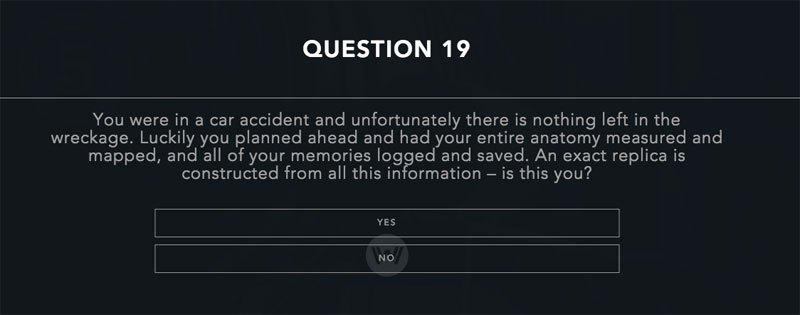 QUESTION 19
You were in a car accident and unfortunately there is nothing left in the
wreckage. Luckily you planned ahead and had your entire anatomy measured and
mapped, and all of your memories logged and saved. An exact replica is
constructed from all this information – is this you?
YES
W
NO